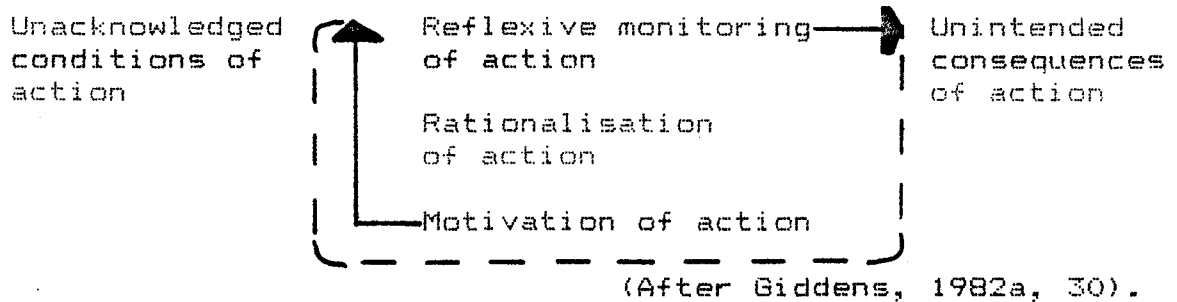 Unacknowledged
conditions of
action
Reflexive monitoring
of action
Rationalisation
of action
Motivation of action
Unintended
consequences
of action
(After Giddens, 1982a, 30).